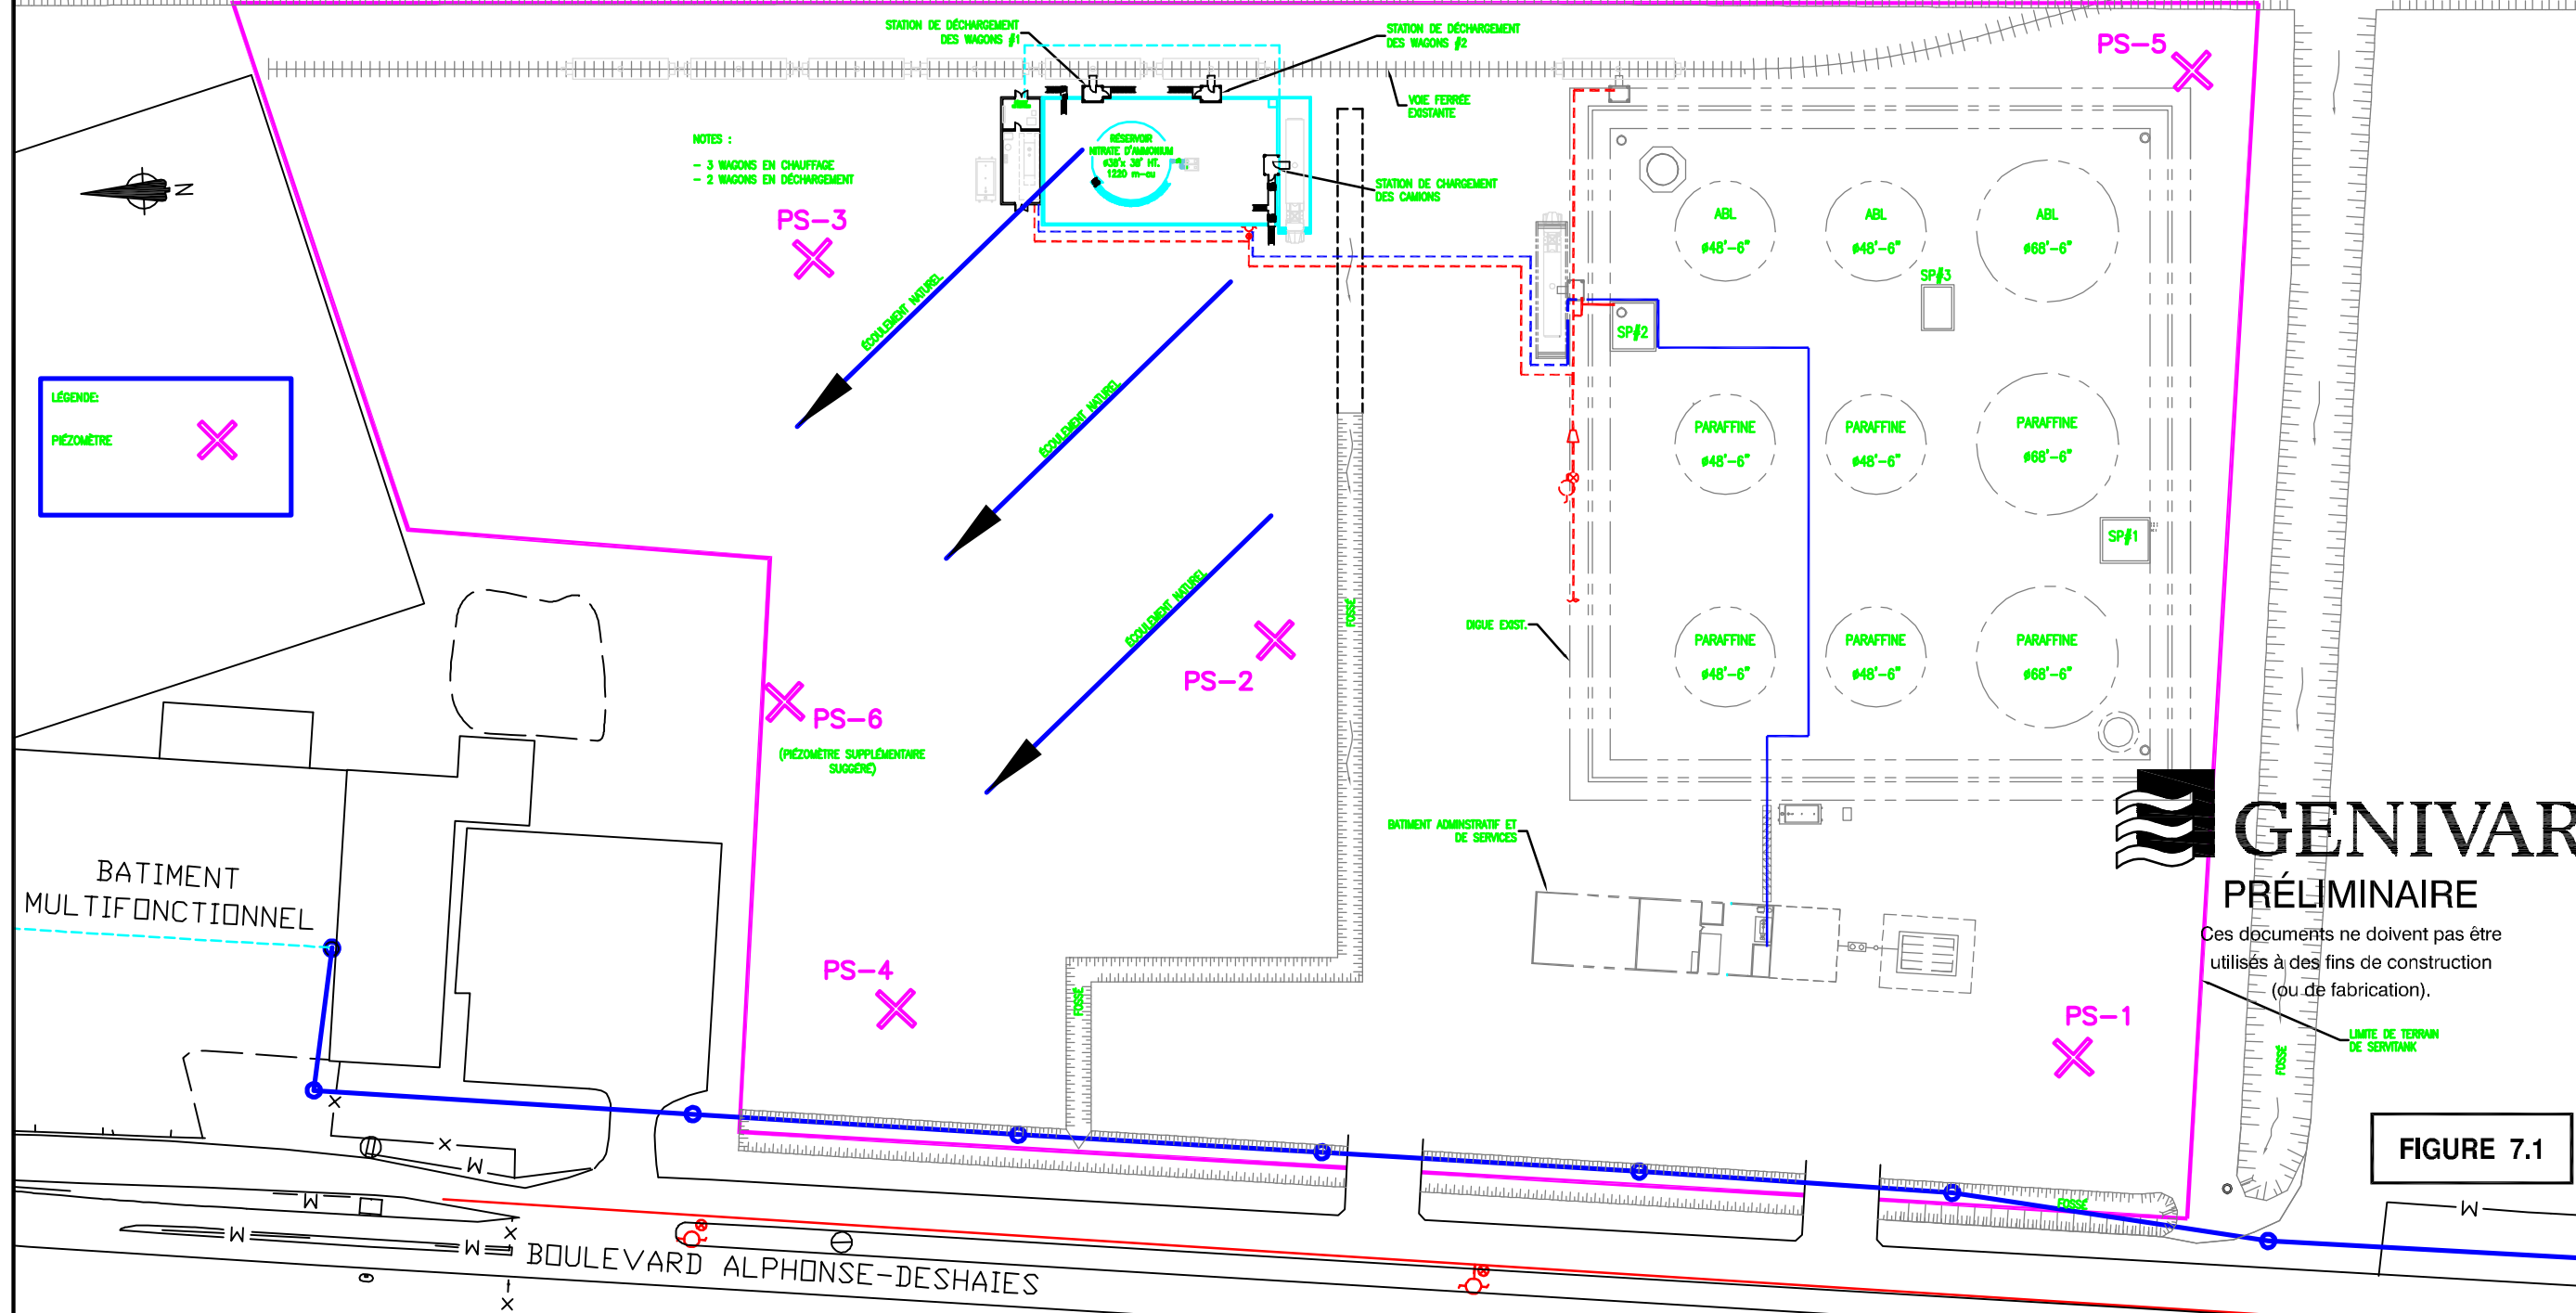 STATION DE DÉCHARGEMENT
DES WAGONS #1
STATION DE DÉCHARGEMENT
DES WAGONS #2
PS-5
VOIE FERRÉE
EXISTANTE
NOTES :
- 3 WAGONS EN CHAUFFAGE
- 2 WAGONS EN DÉCHARGEMENT
RÉSERVOIR
NITRATE D'AMMONIUM
ø38'x 38' HT.
1220 m-cu
STATION DE CHARGEMENT
DES CAMIONS
N
PS-3
ABL
ø48'-6"
ABL
ø48'-6"
ABL
ø68'-6"
SP#3
SP#2
ÉCOULEMENT NATUREL
ÉCOULEMENT NATUREL
ÉCOULEMENT NATUREL
LÉGENDE:
PIÉZOMÈTRE
PARAFFINE
ø48'-6"
PARAFFINE
ø48'-6"
PARAFFINE
ø68'-6"
SP#1
FOSSÉ
DIGUE EXIST.
PARAFFINE
ø48'-6"
PARAFFINE
ø48'-6"
PARAFFINE
ø68'-6"
PS-2
PS-6
(PIÉZOMÈTRE SUPPLÉMENTAIRE
SUGGÉRÉ)
BATIMENT ADMINSTRATIF ET
DE SERVICES
GENIVAR
PRÉLIMINAIRE
Ces documents ne doivent pas être
utilisés à des fins de construction
(ou de fabrication).
BATIMENT
MULTIFONCTIONNEL
PS-4
FOSSÉ
PS-1
LIMITE DE TERRAIN
DE SERVITANK
FOSSÉ
FIGURE 7.1
FOSSÉ
BOULEVARD ALPHONSE-DESHAIES